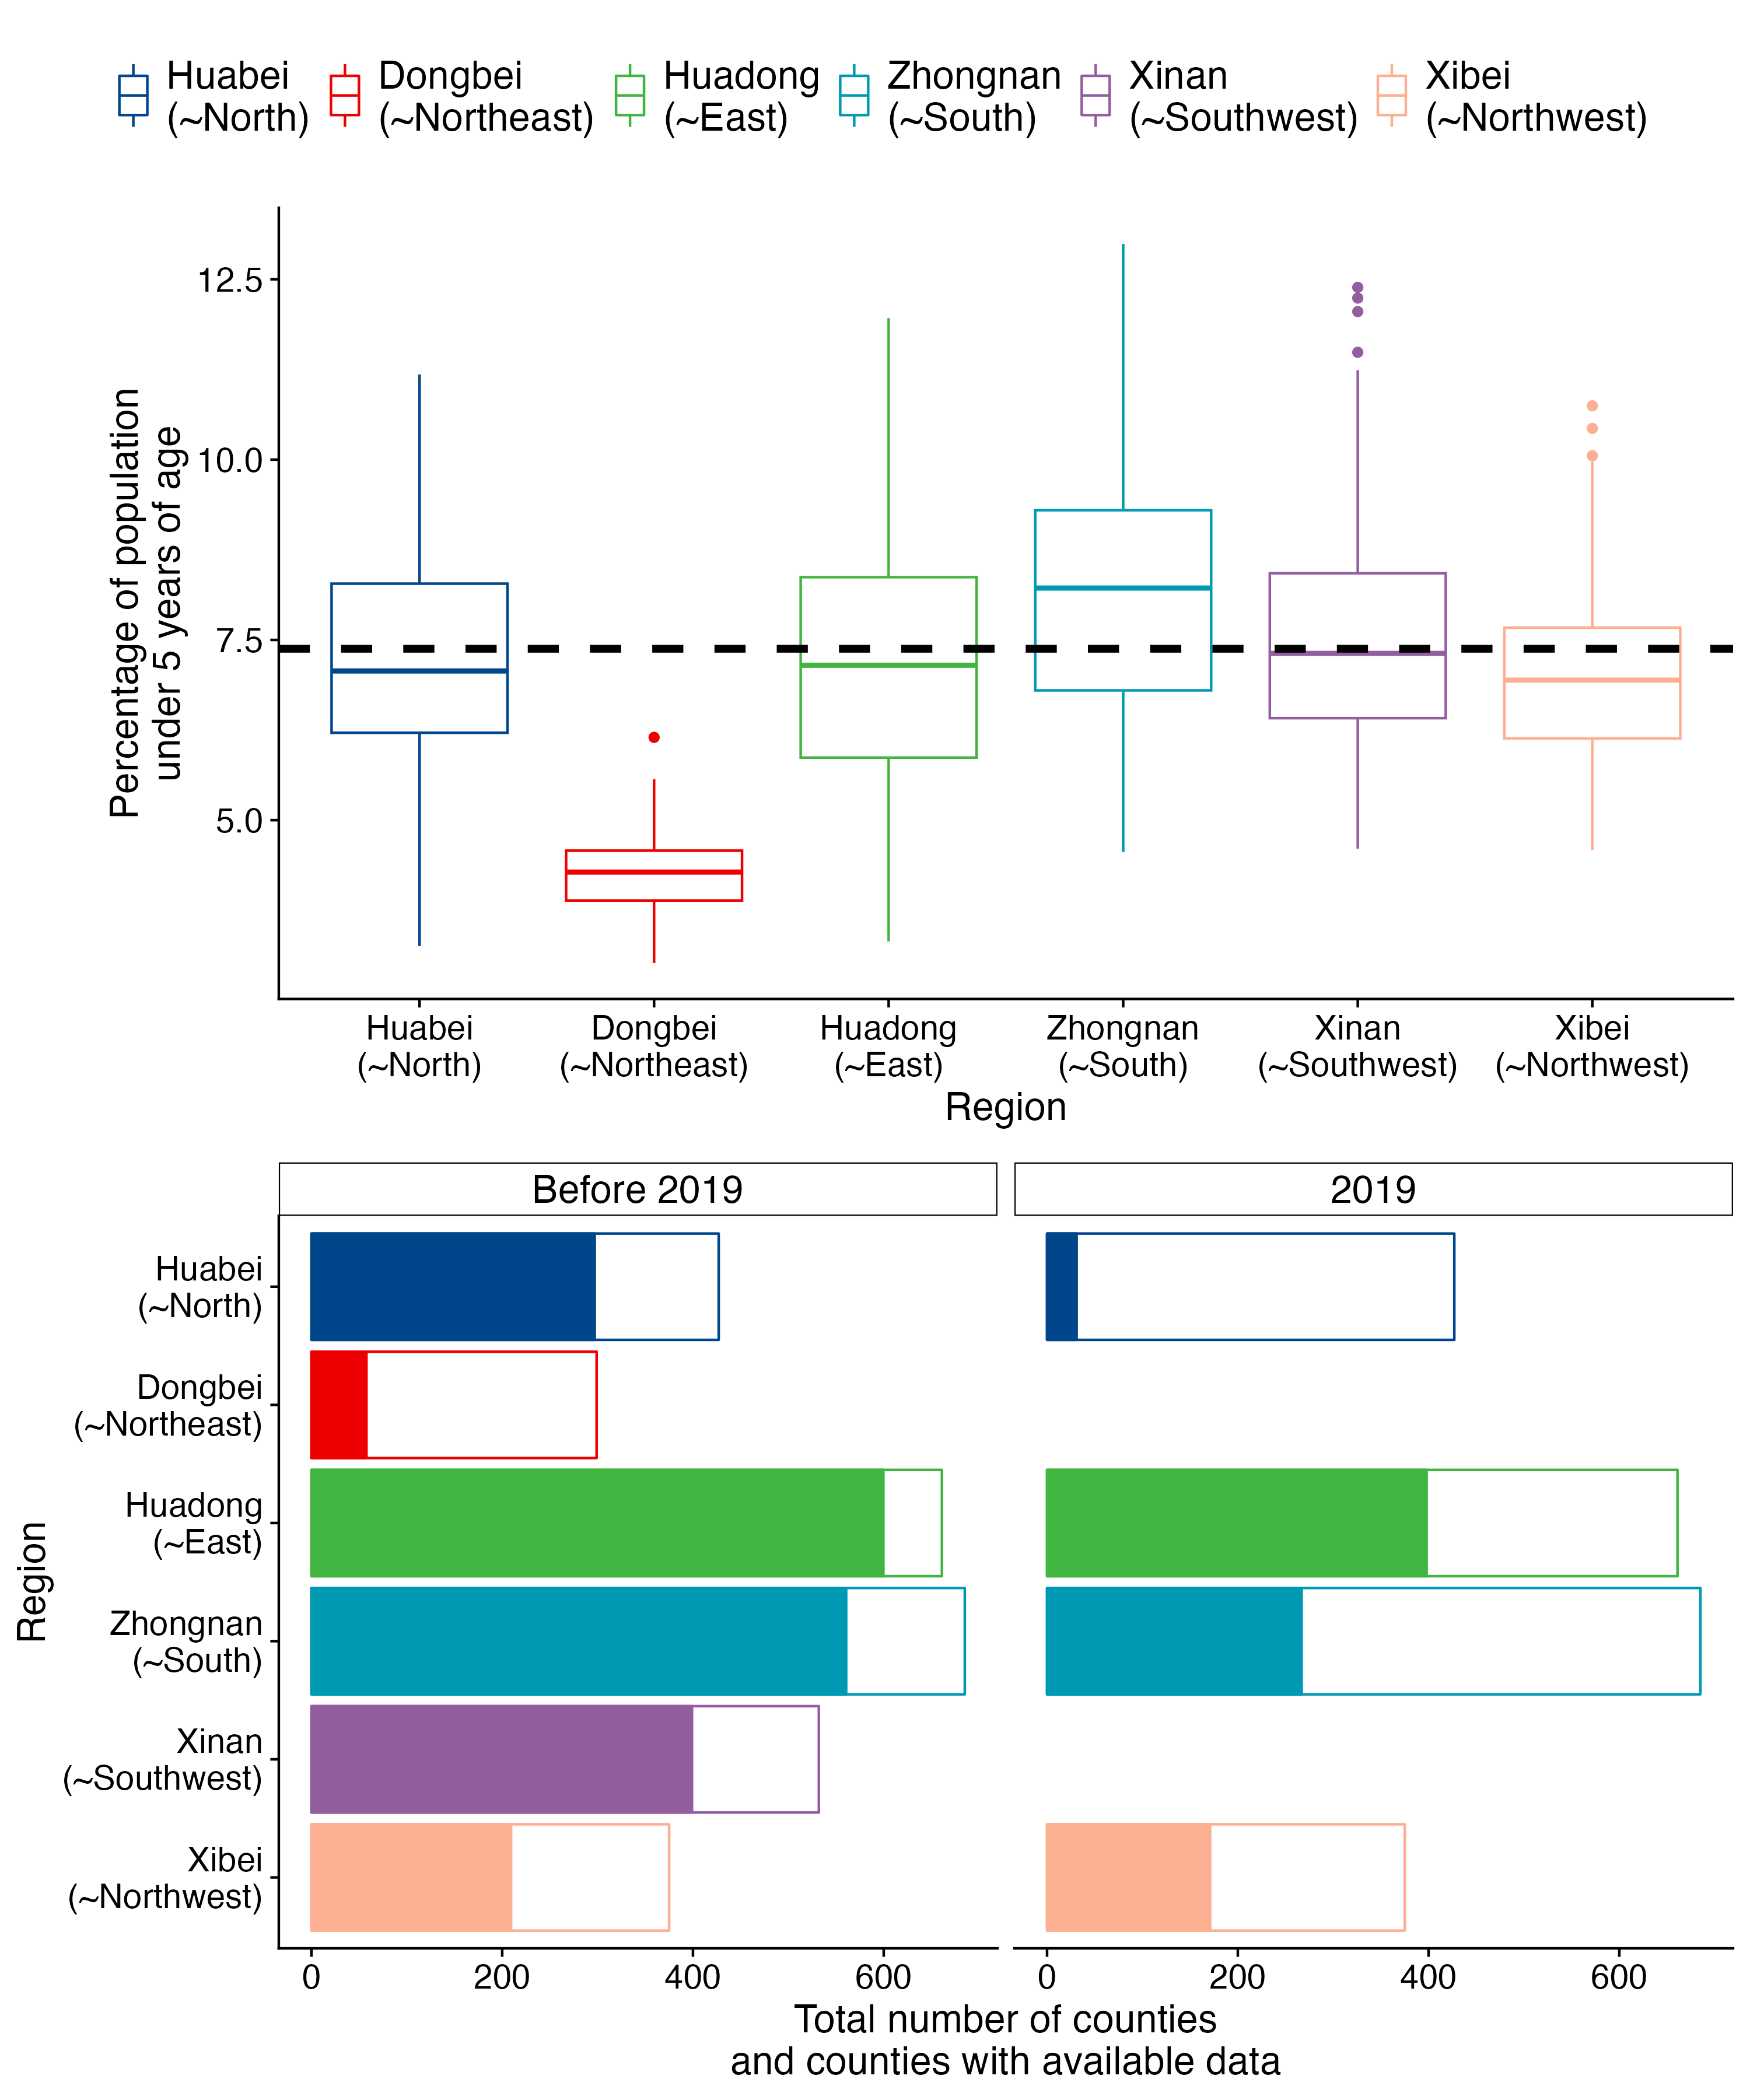 Huabei
(~North)
Dongbei
(~Northeast)
Huadong
(~East)
Zhongnan
(~South)
Xinan
(~Southwest)
Xibei
(~Northwest)
Percentage of population
under 5 years of age
12.5
10.0
7.5
5.0
Huabei
(~North)
Dongbei
(~Northeast)
Huadong
(~East)
Zhongnan
(~South)
Xinan
(~Southwest)
Xibei
(~Northwest)
Region
Before 2019
2019
Region
Huabei
(~North)
Dongbei
(~Northeast)
Huadong
(~East)
Zhongnan
(~South)
Xinan
(~Southwest)
Xibei
(~Northwest)
0 200 400 600
0 200 400 600
Total number of counties
and counties with available data